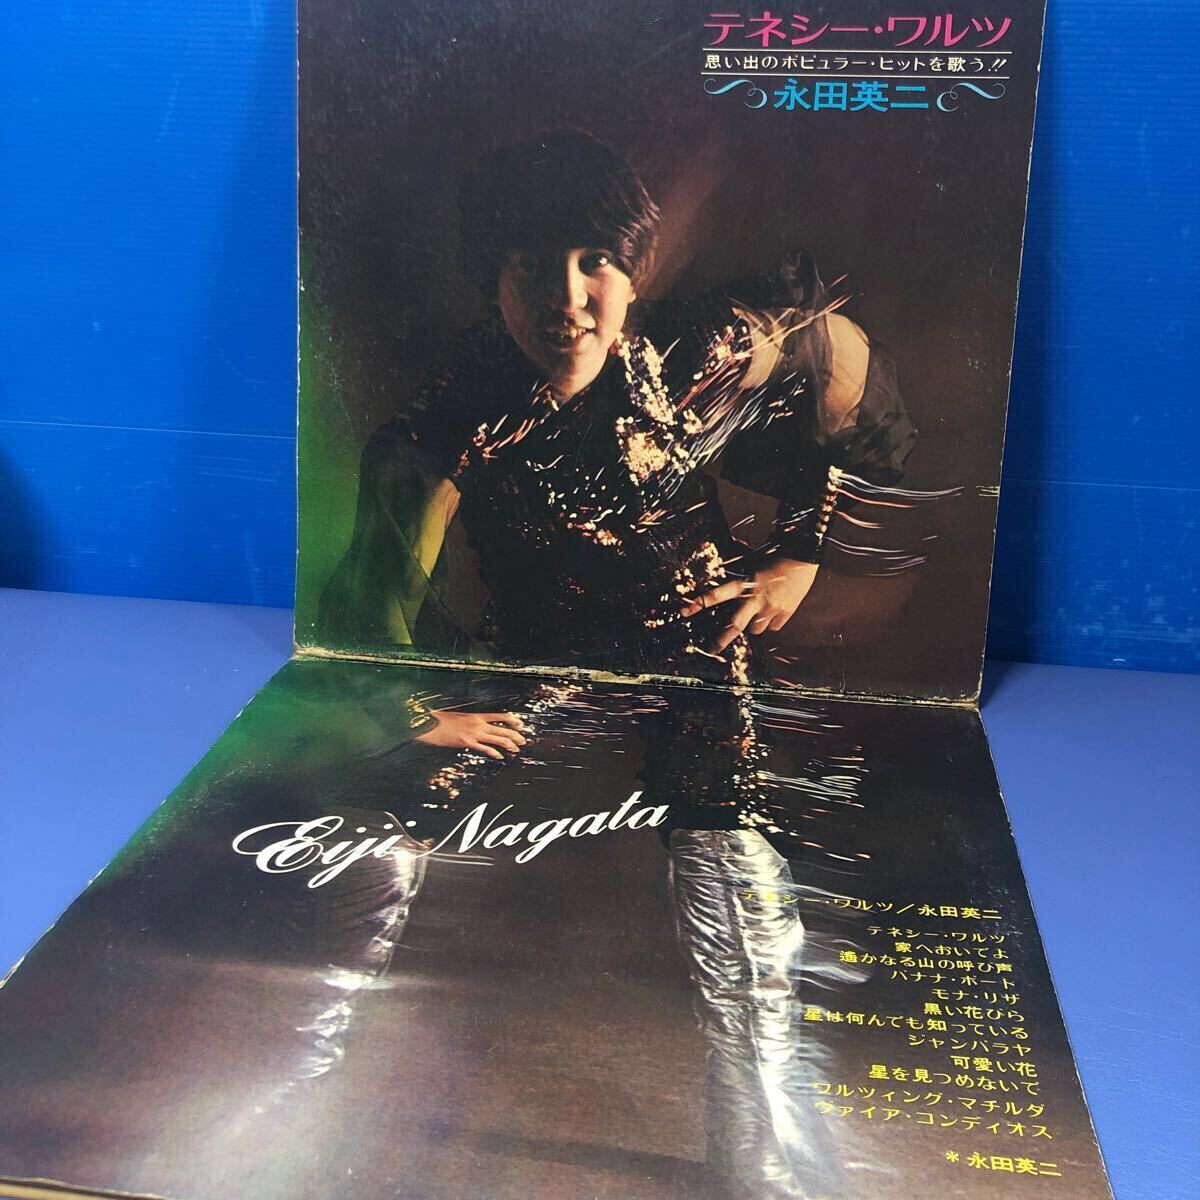 テネシー・ワルツ
思い出のポピュラー・ヒットを歌う!!
永田英二
Eiji Nagata
テネシー・ワルツ／永田英二
テネシー・ワルツ
家へおいでよ
遙かなる山の呼び声
バナナ・ボート
モナ・リザ
黒い花びら
星は何んでも知っている
ジャンバラヤ
可愛い花
星を見つめないで
ワルツィング・マチルダ
ヴァイア・コンディオス
＊永田英二